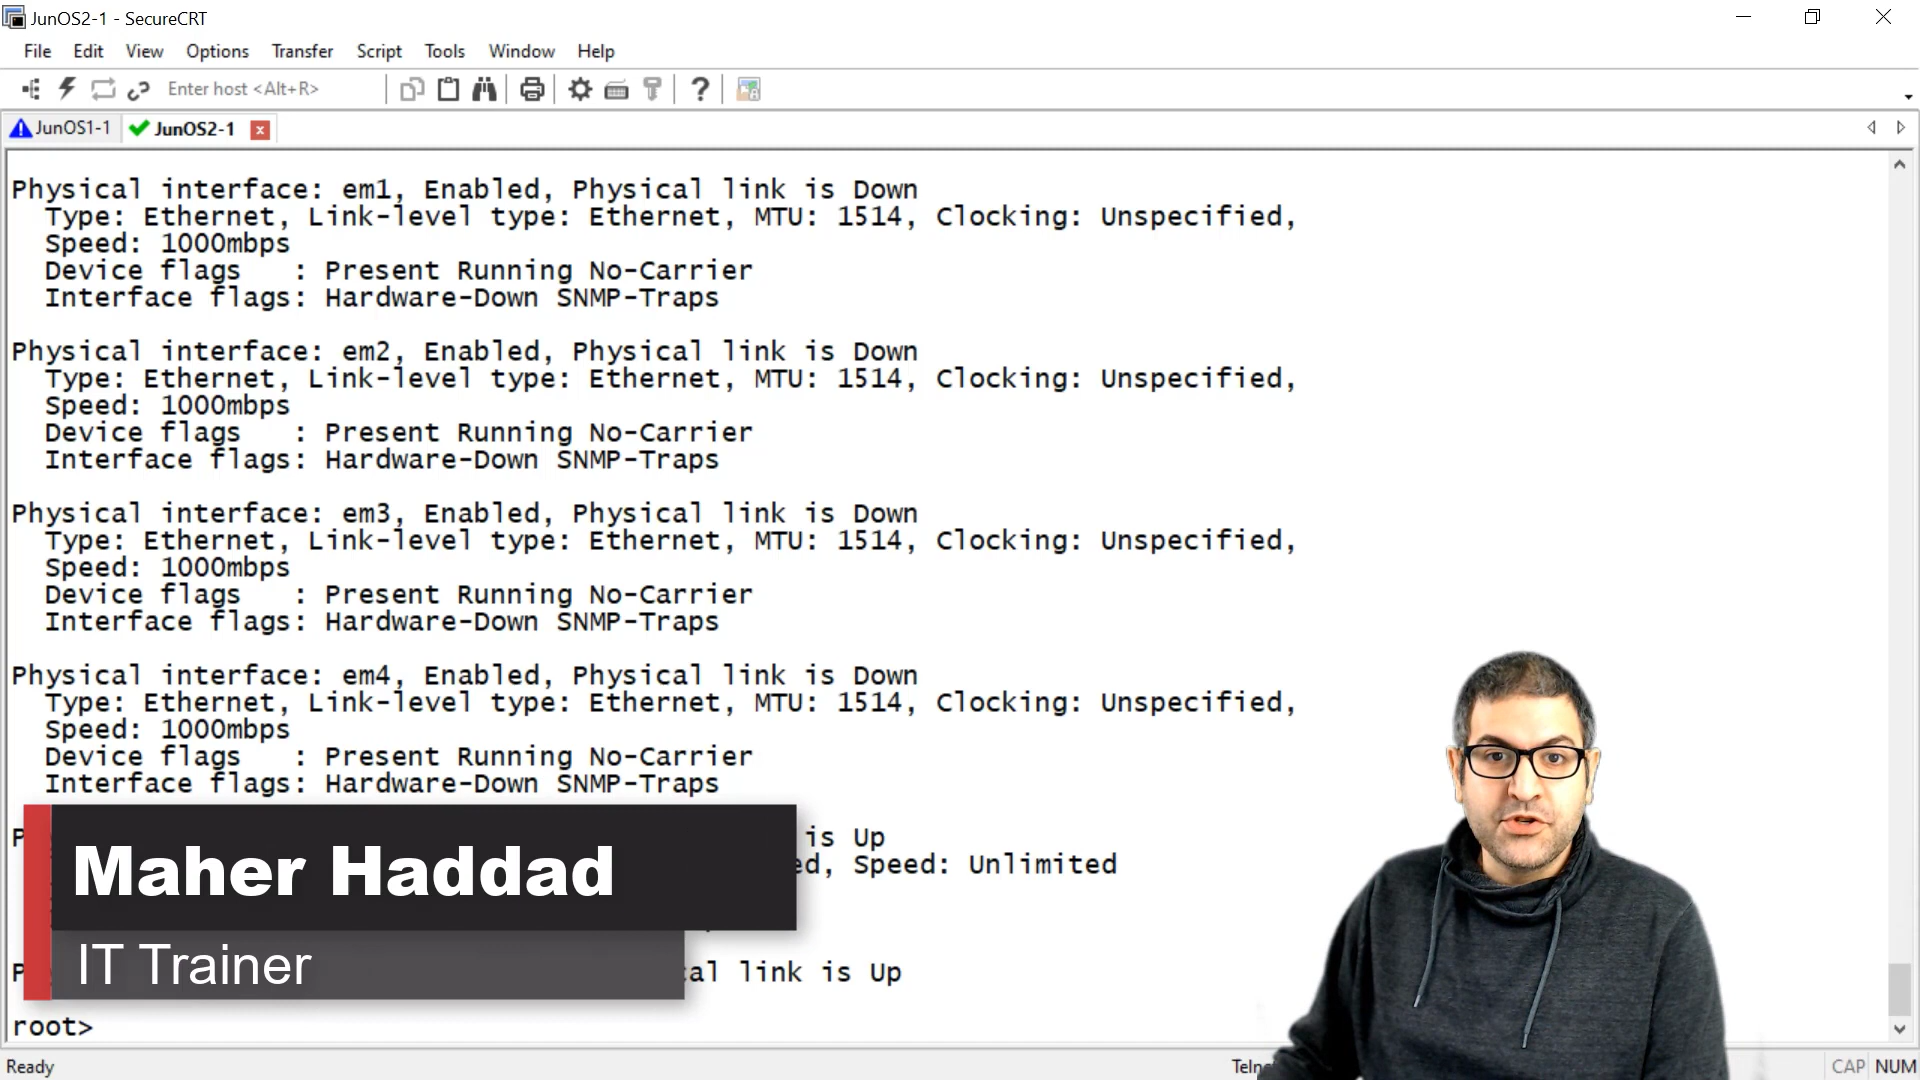 JunOS2-1 - SecureCRT
File Edit View Options Transfer Script Tools Window Help
Enter host <Alt+R>
JunOS1-1 JunOS2-1
Physical interface: em1, Enabled, Physical link is Down
  Type: Ethernet, Link-level type: Ethernet, MTU: 1514, Clocking: Unspecified,
  Speed: 1000mbps
  Device flags   : Present Running No-Carrier
  Interface flags: Hardware-Down SNMP-Traps
Physical interface: em2, Enabled, Physical link is Down
  Type: Ethernet, Link-level type: Ethernet, MTU: 1514, Clocking: Unspecified,
  Speed: 1000mbps
  Device flags   : Present Running No-Carrier
  Interface flags: Hardware-Down SNMP-Traps
Physical interface: em3, Enabled, Physical link is Down
  Type: Ethernet, Link-level type: Ethernet, MTU: 1514, Clocking: Unspecified,
  Speed: 1000mbps
  Device flags   : Present Running No-Carrier
  Interface flags: Hardware-Down SNMP-Traps
Physical interface: em4, Enabled, Physical link is Down
  Type: Ethernet, Link-level type: Ethernet, MTU: 1514, Clocking: Unspecified,
  Speed: 1000mbps
  Device flags   : Present Running No-Carrier
  Interface flags: Hardware-Down SNMP-Traps
is Up
Speed: Unlimited
Maher Haddad
IT Trainer
link is Up
root>
Ready CAP NUM